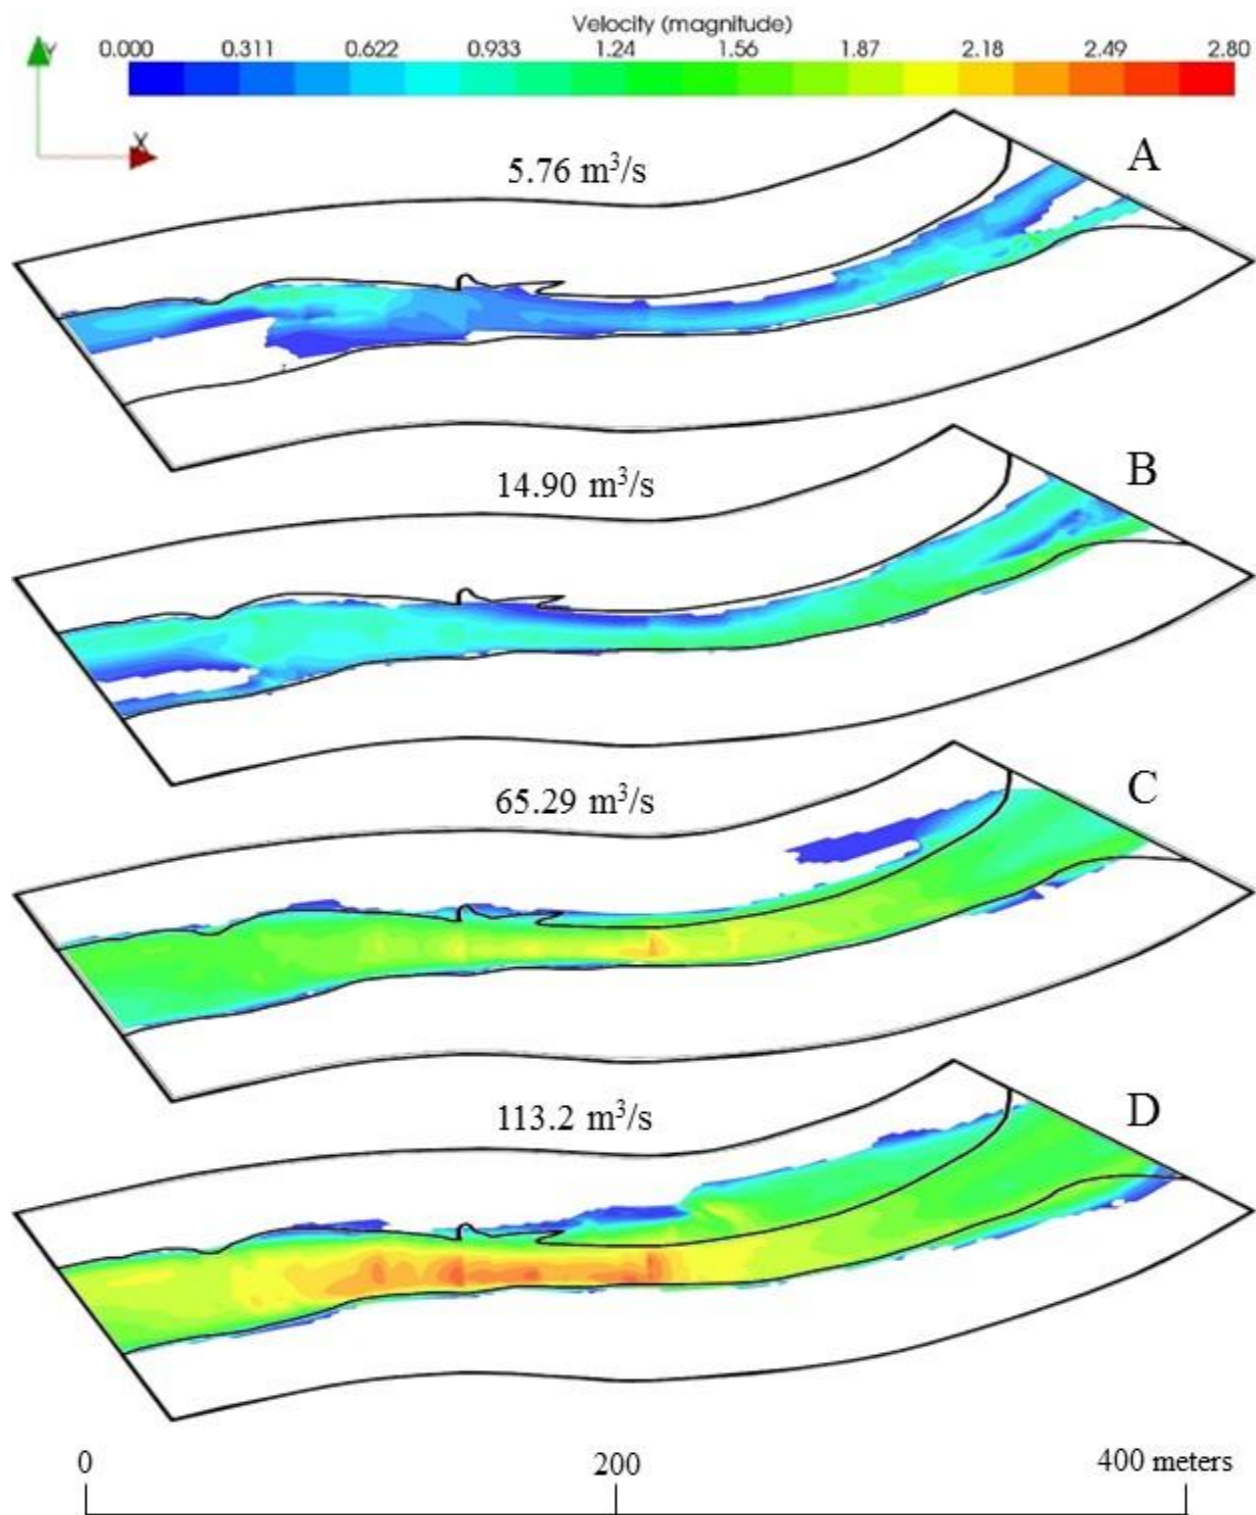 Velocity (magnitude)
0.000 0.311 0.622 0.933 1.24 1.56 1.87 2.18 2.49 2.80
Y
X
5.76 m³/s
A
14.90 m³/s
B
65.29 m³/s
C
113.2 m³/s
D
0 200 400 meters